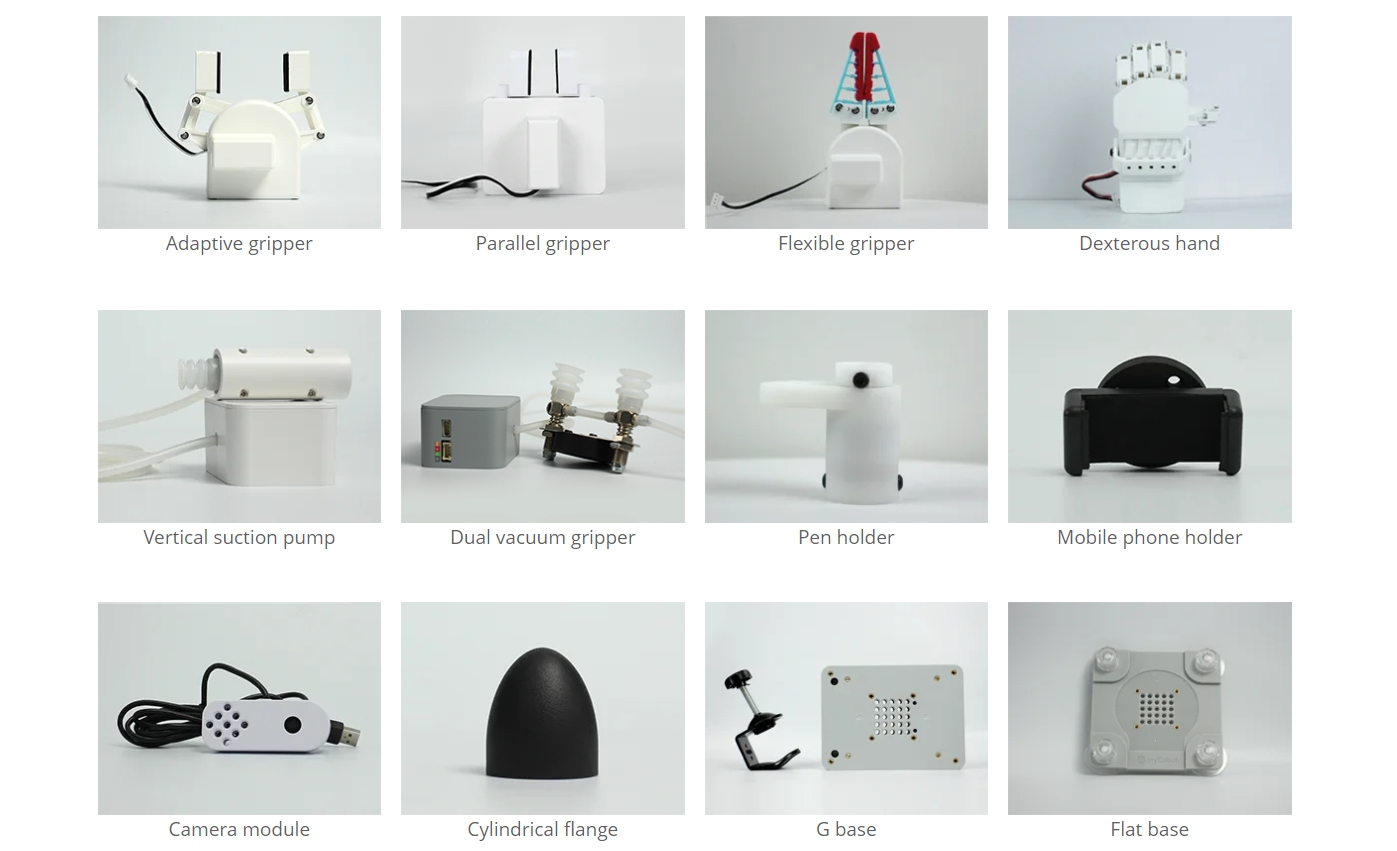 Adaptive gripper
Parallel gripper
Flexible gripper
Dexterous hand
Vertical suction pump
Dual vacuum gripper
Pen holder
Mobile phone holder
Camera module
Cylindrical flange
G base
Flat base